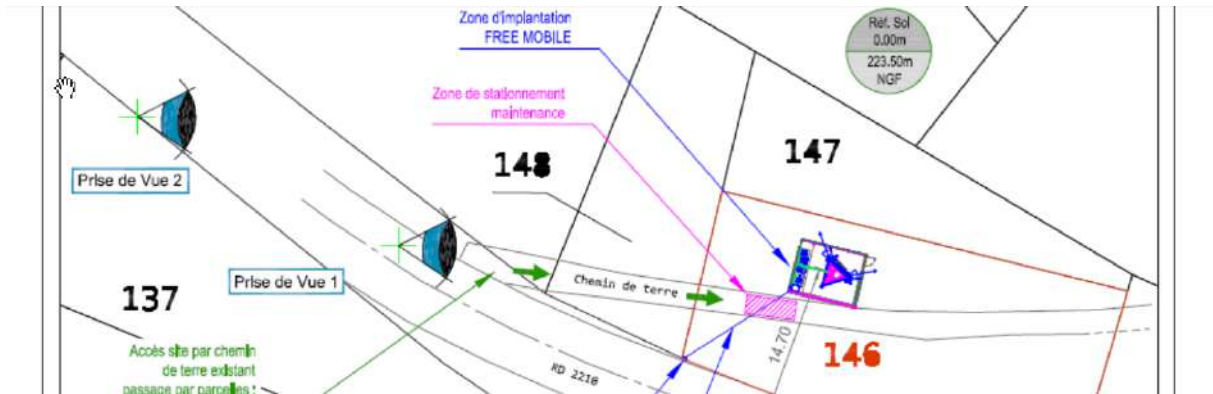 Zone d'implantation
FREE MOBILE
Réf. Sol
0.00m
223.50m
NGF
Zone de stationnement
maintenance
148
147
Prise de Vue 2
Prise de Vue 1
137
Chemin de terre
14.70
146
Accès site par chemin
de terre existant
passage par parcelles :